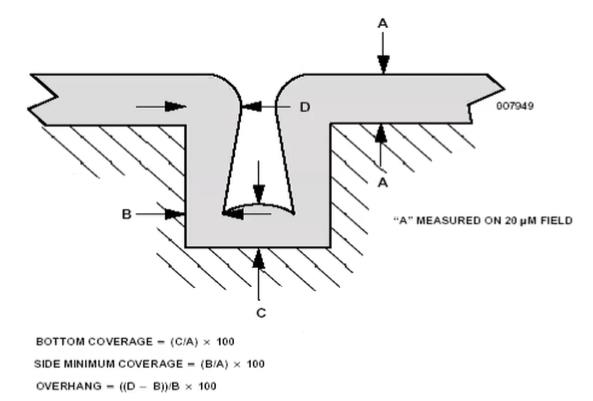 A
D
007949
A
B
"A" MEASURED ON 20 µM FIELD
C
BOTTOM COVERAGE = (C/A) × 100
SIDE MINIMUM COVERAGE = (B/A) × 100
OVERHANG = ((D − B))/B × 100